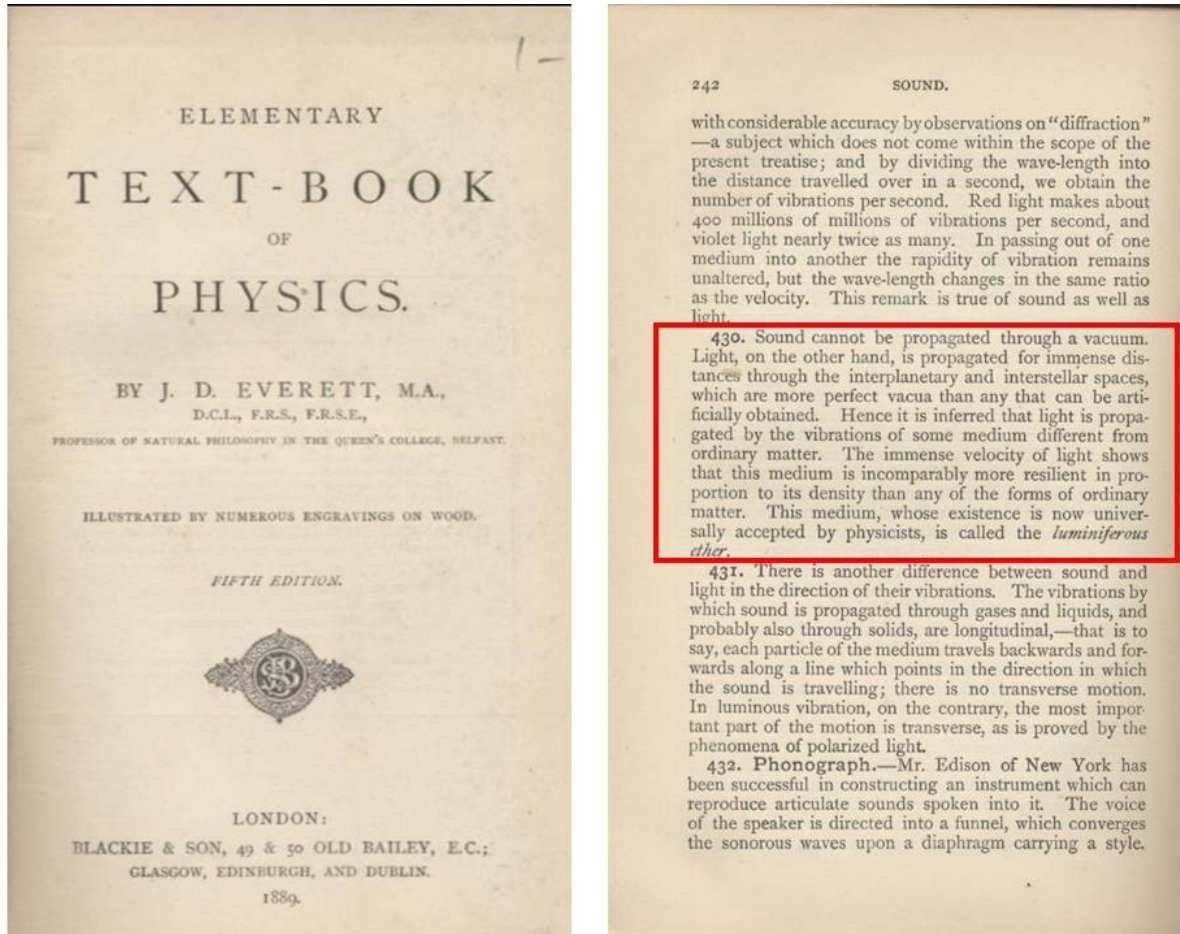 1 -
ELEMENTARY
TEXT-BOOK
OF
PHYSICS.
BY J. D. EVERETT, M.A.,
D.C.L., F.R.S., F.R.S.E.,
PROFESSOR OF NATURAL PHILOSOPHY IN THE QUEEN'S COLLEGE, BELFAST.
ILLUSTRATED BY NUMEROUS ENGRAVINGS ON WOOD.
FIFTH EDITION.
LONDON:
BLACKIE & SON, 49 & 50 OLD BAILEY, E.C.;
GLASGOW, EDINBURGH, AND DUBLIN.
1889.
242 SOUND.
with considerable accuracy by observations on "diffraction"
—a subject which does not come within the scope of the
present treatise; and by dividing the wave-length into
the distance travelled over in a second, we obtain the
number of vibrations per second. Red light makes about
400 millions of millions of vibrations per second, and
violet light nearly twice as many. In passing out of one
medium into another the rapidity of vibration remains
unaltered, but the wave-length changes in the same ratio
as the velocity. This remark is true of sound as well as
light.
430. Sound cannot be propagated through a vacuum.
Light, on the other hand, is propagated for immense dis-
tances through the interplanetary and interstellar spaces,
which are more perfect vacua than any that can be arti-
ficially obtained. Hence it is inferred that light is propa-
gated by the vibrations of some medium different from
ordinary matter. The immense velocity of light shows
that this medium is incomparably more resilient in pro-
portion to its density than any of the forms of ordinary
matter. This medium, whose existence is now univer-
sally accepted by physicists, is called the luminiferous
ether.
431. There is another difference between sound and
light in the direction of their vibrations. The vibrations by
which sound is propagated through gases and liquids, and
probably also through solids, are longitudinal,—that is to
say, each particle of the medium travels backwards and for-
wards along a line which points in the direction in which
the sound is travelling; there is no transverse motion.
In luminous vibration, on the contrary, the most impor-
tant part of the motion is transverse, as is proved by the
phenomena of polarized light.
432. Phonograph.—Mr. Edison of New York has
been successful in constructing an instrument which can
reproduce articulate sounds spoken into it. The voice
of the speaker is directed into a funnel, which converges
the sonorous waves upon a diaphragm carrying a style.